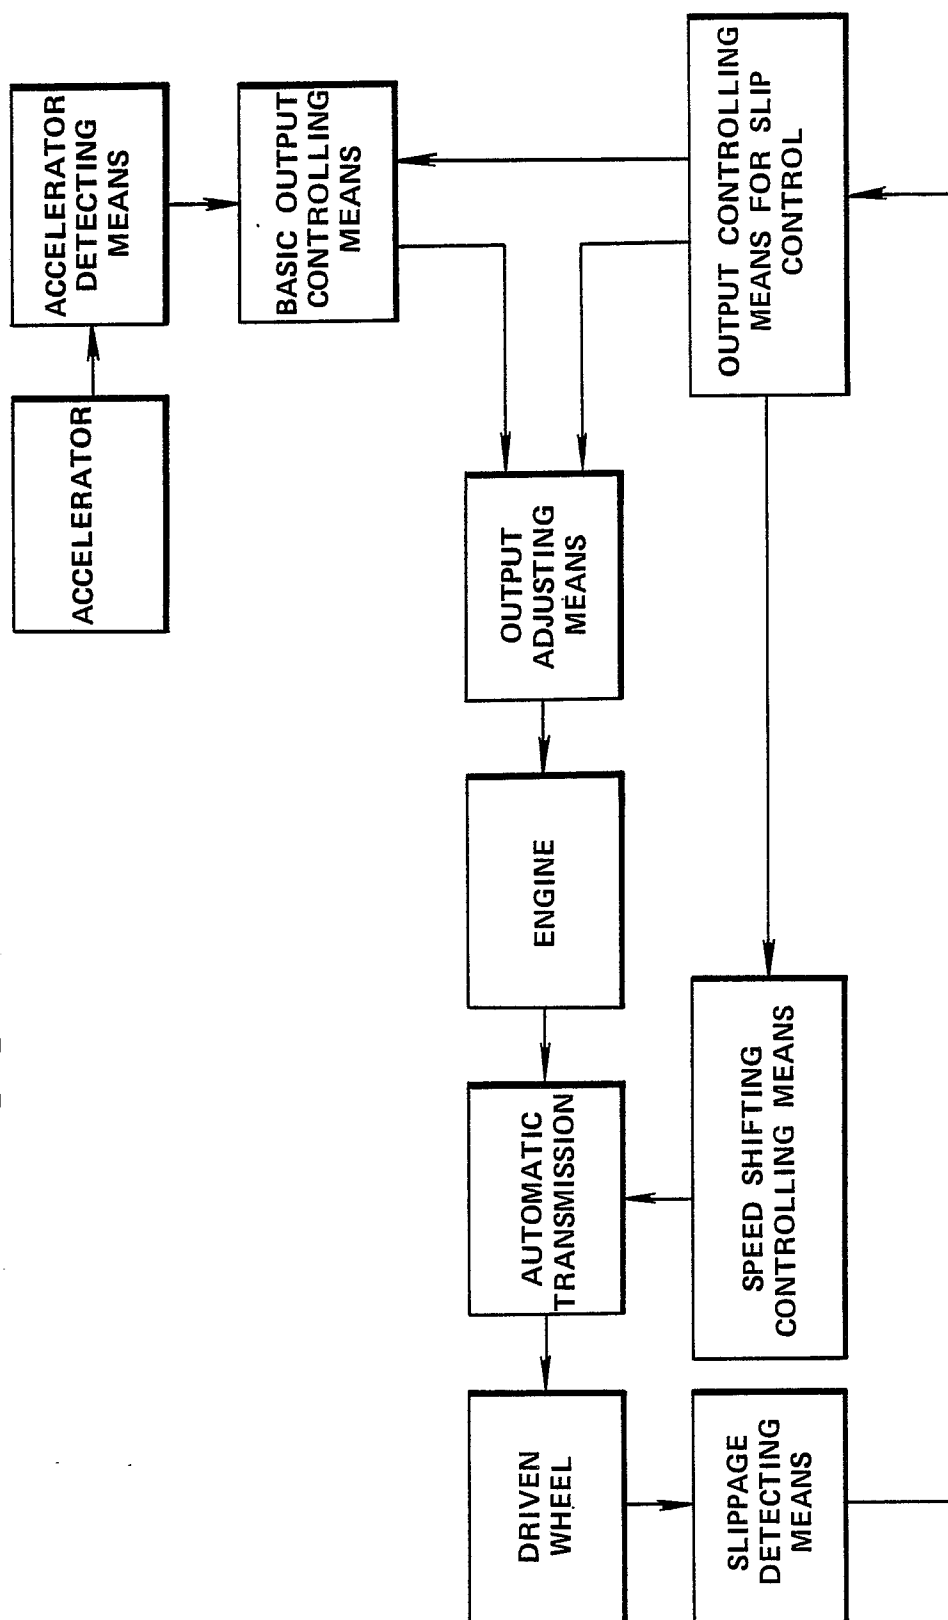 ACCELERATOR
ACCELERATOR
DETECTING
MEANS
BASIC OUTPUT
CONTROLLING
MEANS
OUTPUT
ADJUSTING
MEANS
ENGINE
AUTOMATIC
TRANSMISSION
DRIVEN
WHEEL
OUTPUT CONTROLLING
MEANS FOR SLIP
CONTROL
SPEED SHIFTING
CONTROLLING MEANS
SLIPPAGE
DETECTING
MEANS